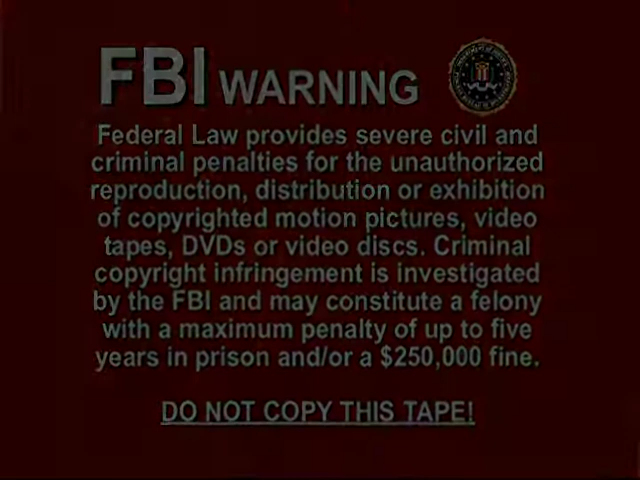 FBI WARNING
Federal Law provides severe civil and
criminal penalties for the unauthorized
reproduction, distribution or exhibition
of copyrighted motion pictures, video
tapes, DVDs or video discs. Criminal
copyright infringement is investigated
by the FBI and may constitute a felony
with a maximum penalty of up to five
years in prison and/or a $250,000 fine.
DO NOT COPY THIS TAPE!